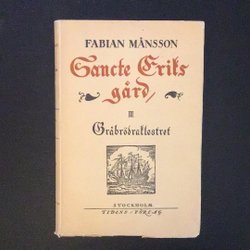 FABIAN MÅNSSON
Sancte Eriks
gård/
III
Gråbrödraklostret
STOCKHOLM
TIDENS FÖRLAG